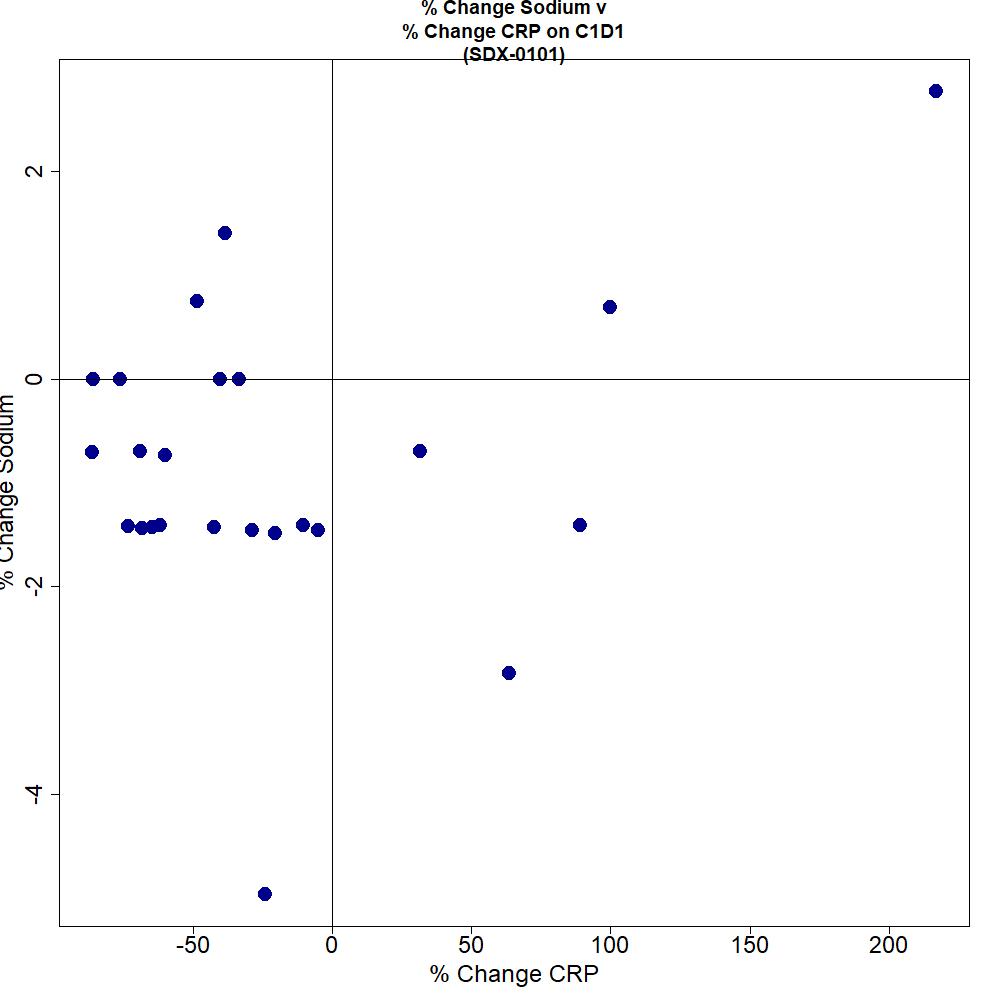 % Change Sodium v
% Change CRP on C1D1
(SDX-0101)
2
0
-2
-4
% Change Sodium
-50 0 50 100 150 200
% Change CRP